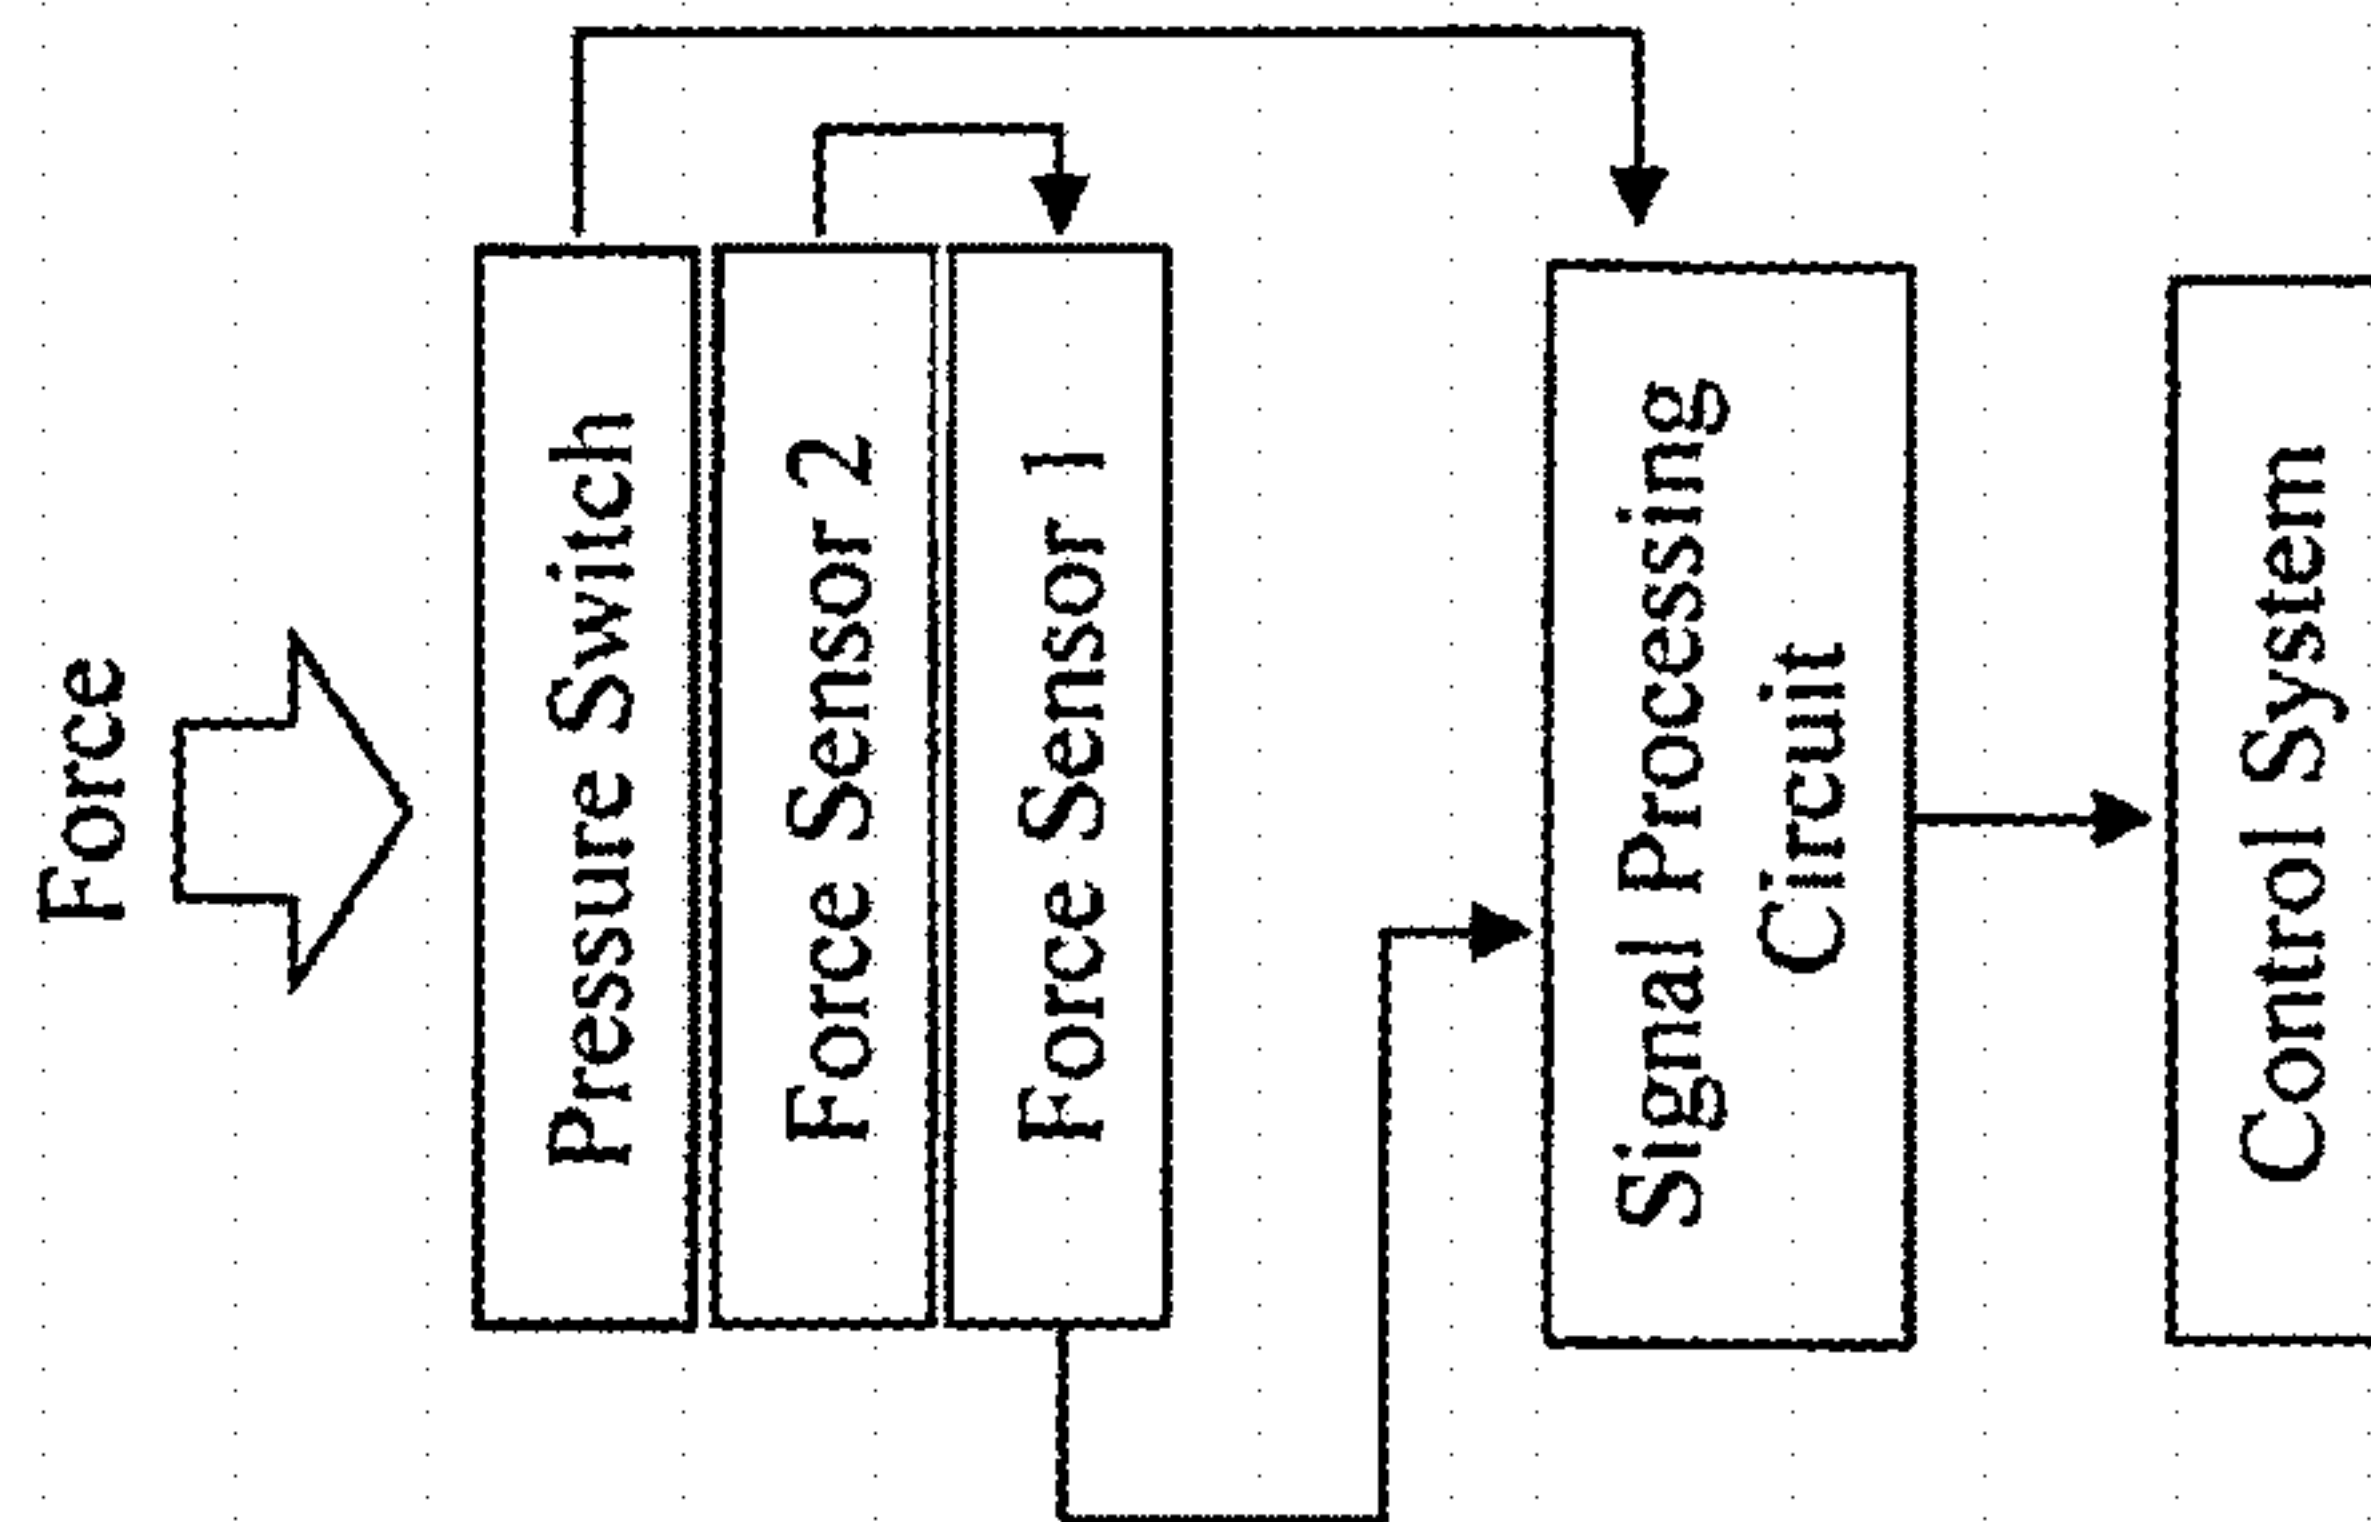 Force
Pressure Switch
Force Sensor 2
Force Sensor 1
Signal Processing
Circuit
Control System